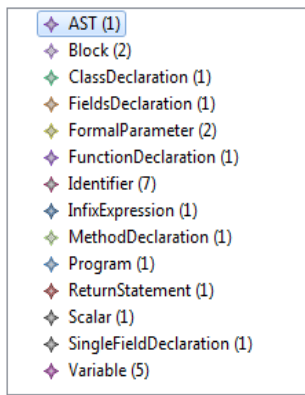 AST (1)
Block (2)
ClassDeclaration (1)
FieldsDeclaration (1)
FormalParameter (2)
FunctionDeclaration (1)
Identifier (7)
InfixExpression (1)
MethodDeclaration (1)
Program (1)
ReturnStatement (1)
Scalar (1)
SingleFieldDeclaration (1)
Variable (5)